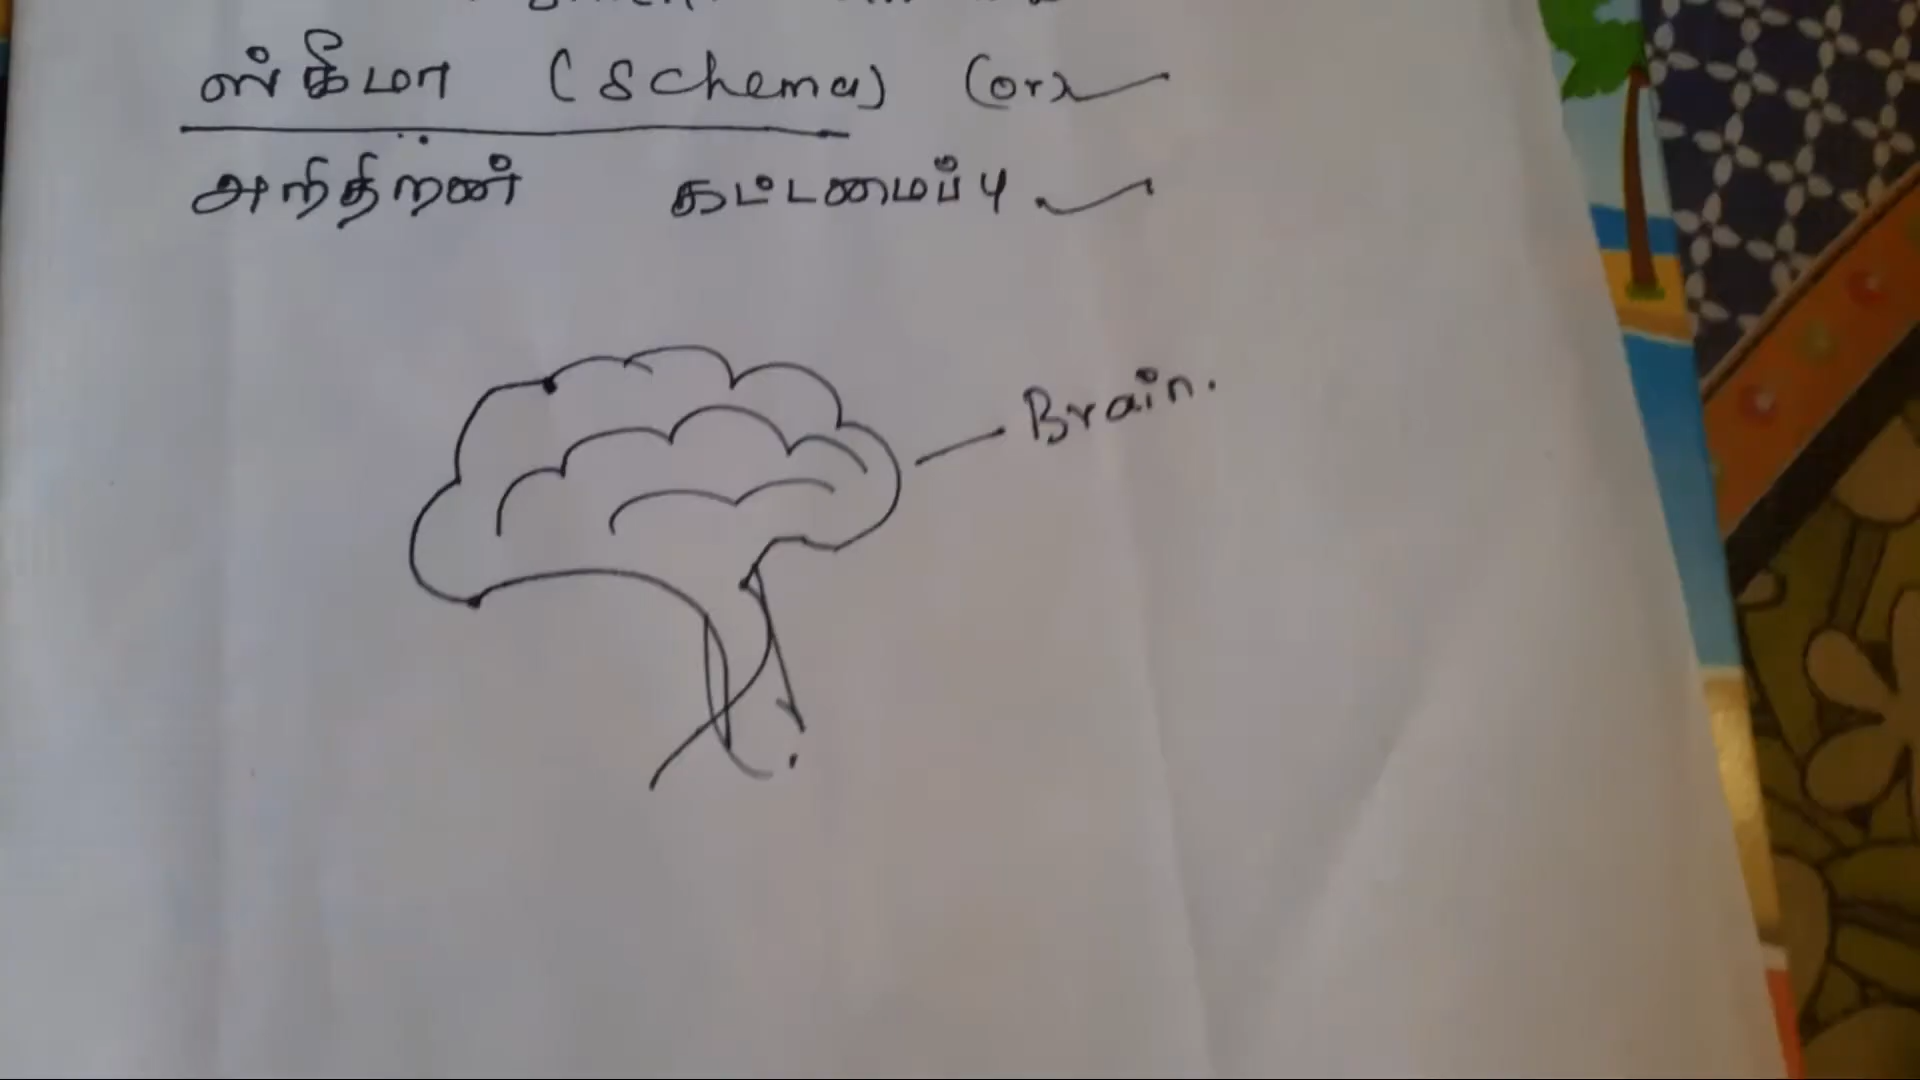 ஸ்கீமா (Schema) (or)
அறிதிறன் கட்டமைப்பு
Brain.